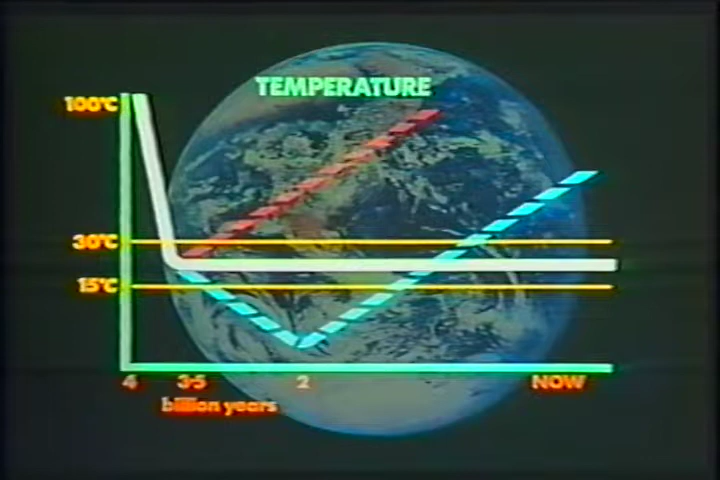 TEMPERATURE
100°C
30°C
15°C
4 3·5 2 NOW
billion years